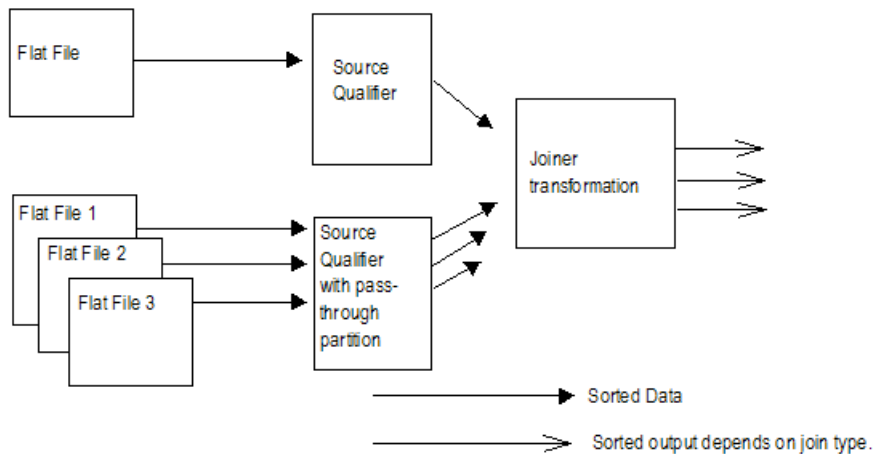 Flat File
Source
Qualifier
Joiner
transformation
Flat File 1
Flat File 2
Flat File 3
Source
Qualifier
with pass-
through
partition
Sorted Data
Sorted output depends on join type.